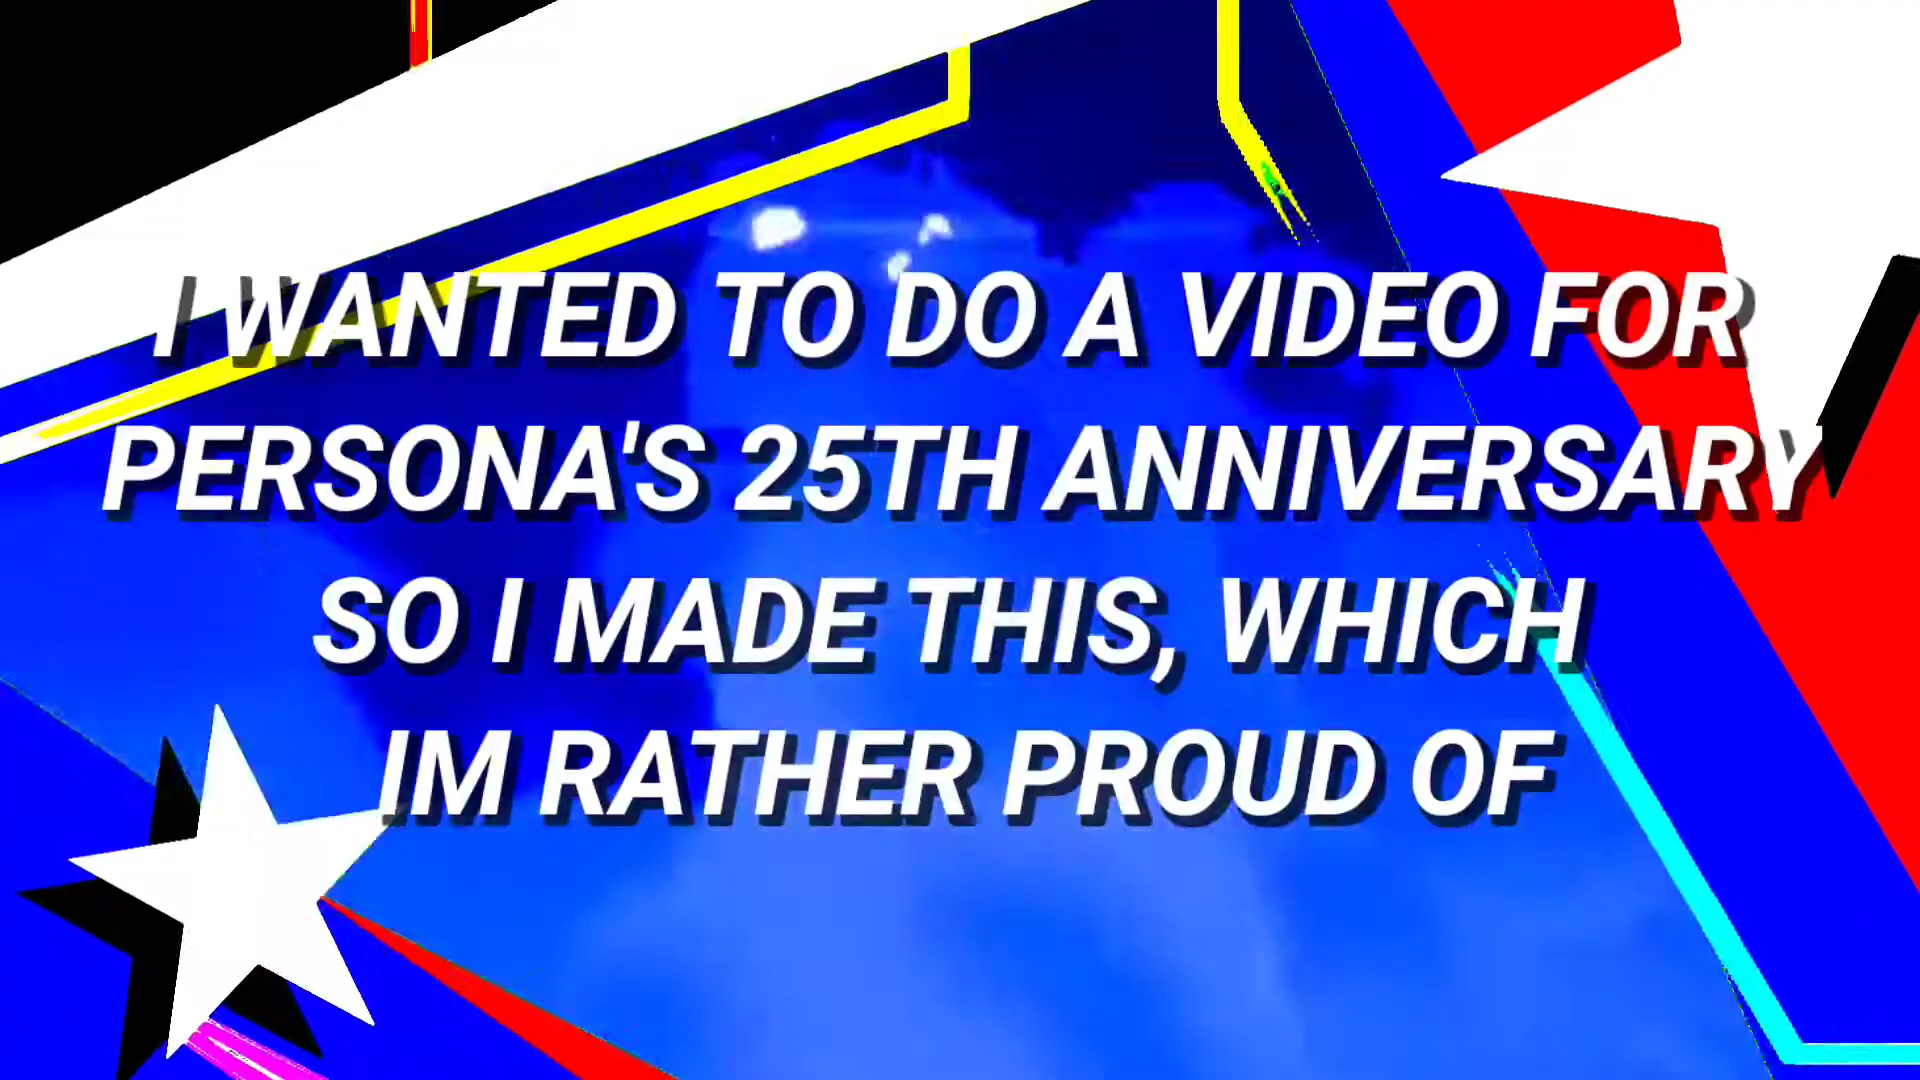 I WANTED TO DO A VIDEO FOR
PERSONA'S 25TH ANNIVERSARY
SO I MADE THIS, WHICH
IM RATHER PROUD OF